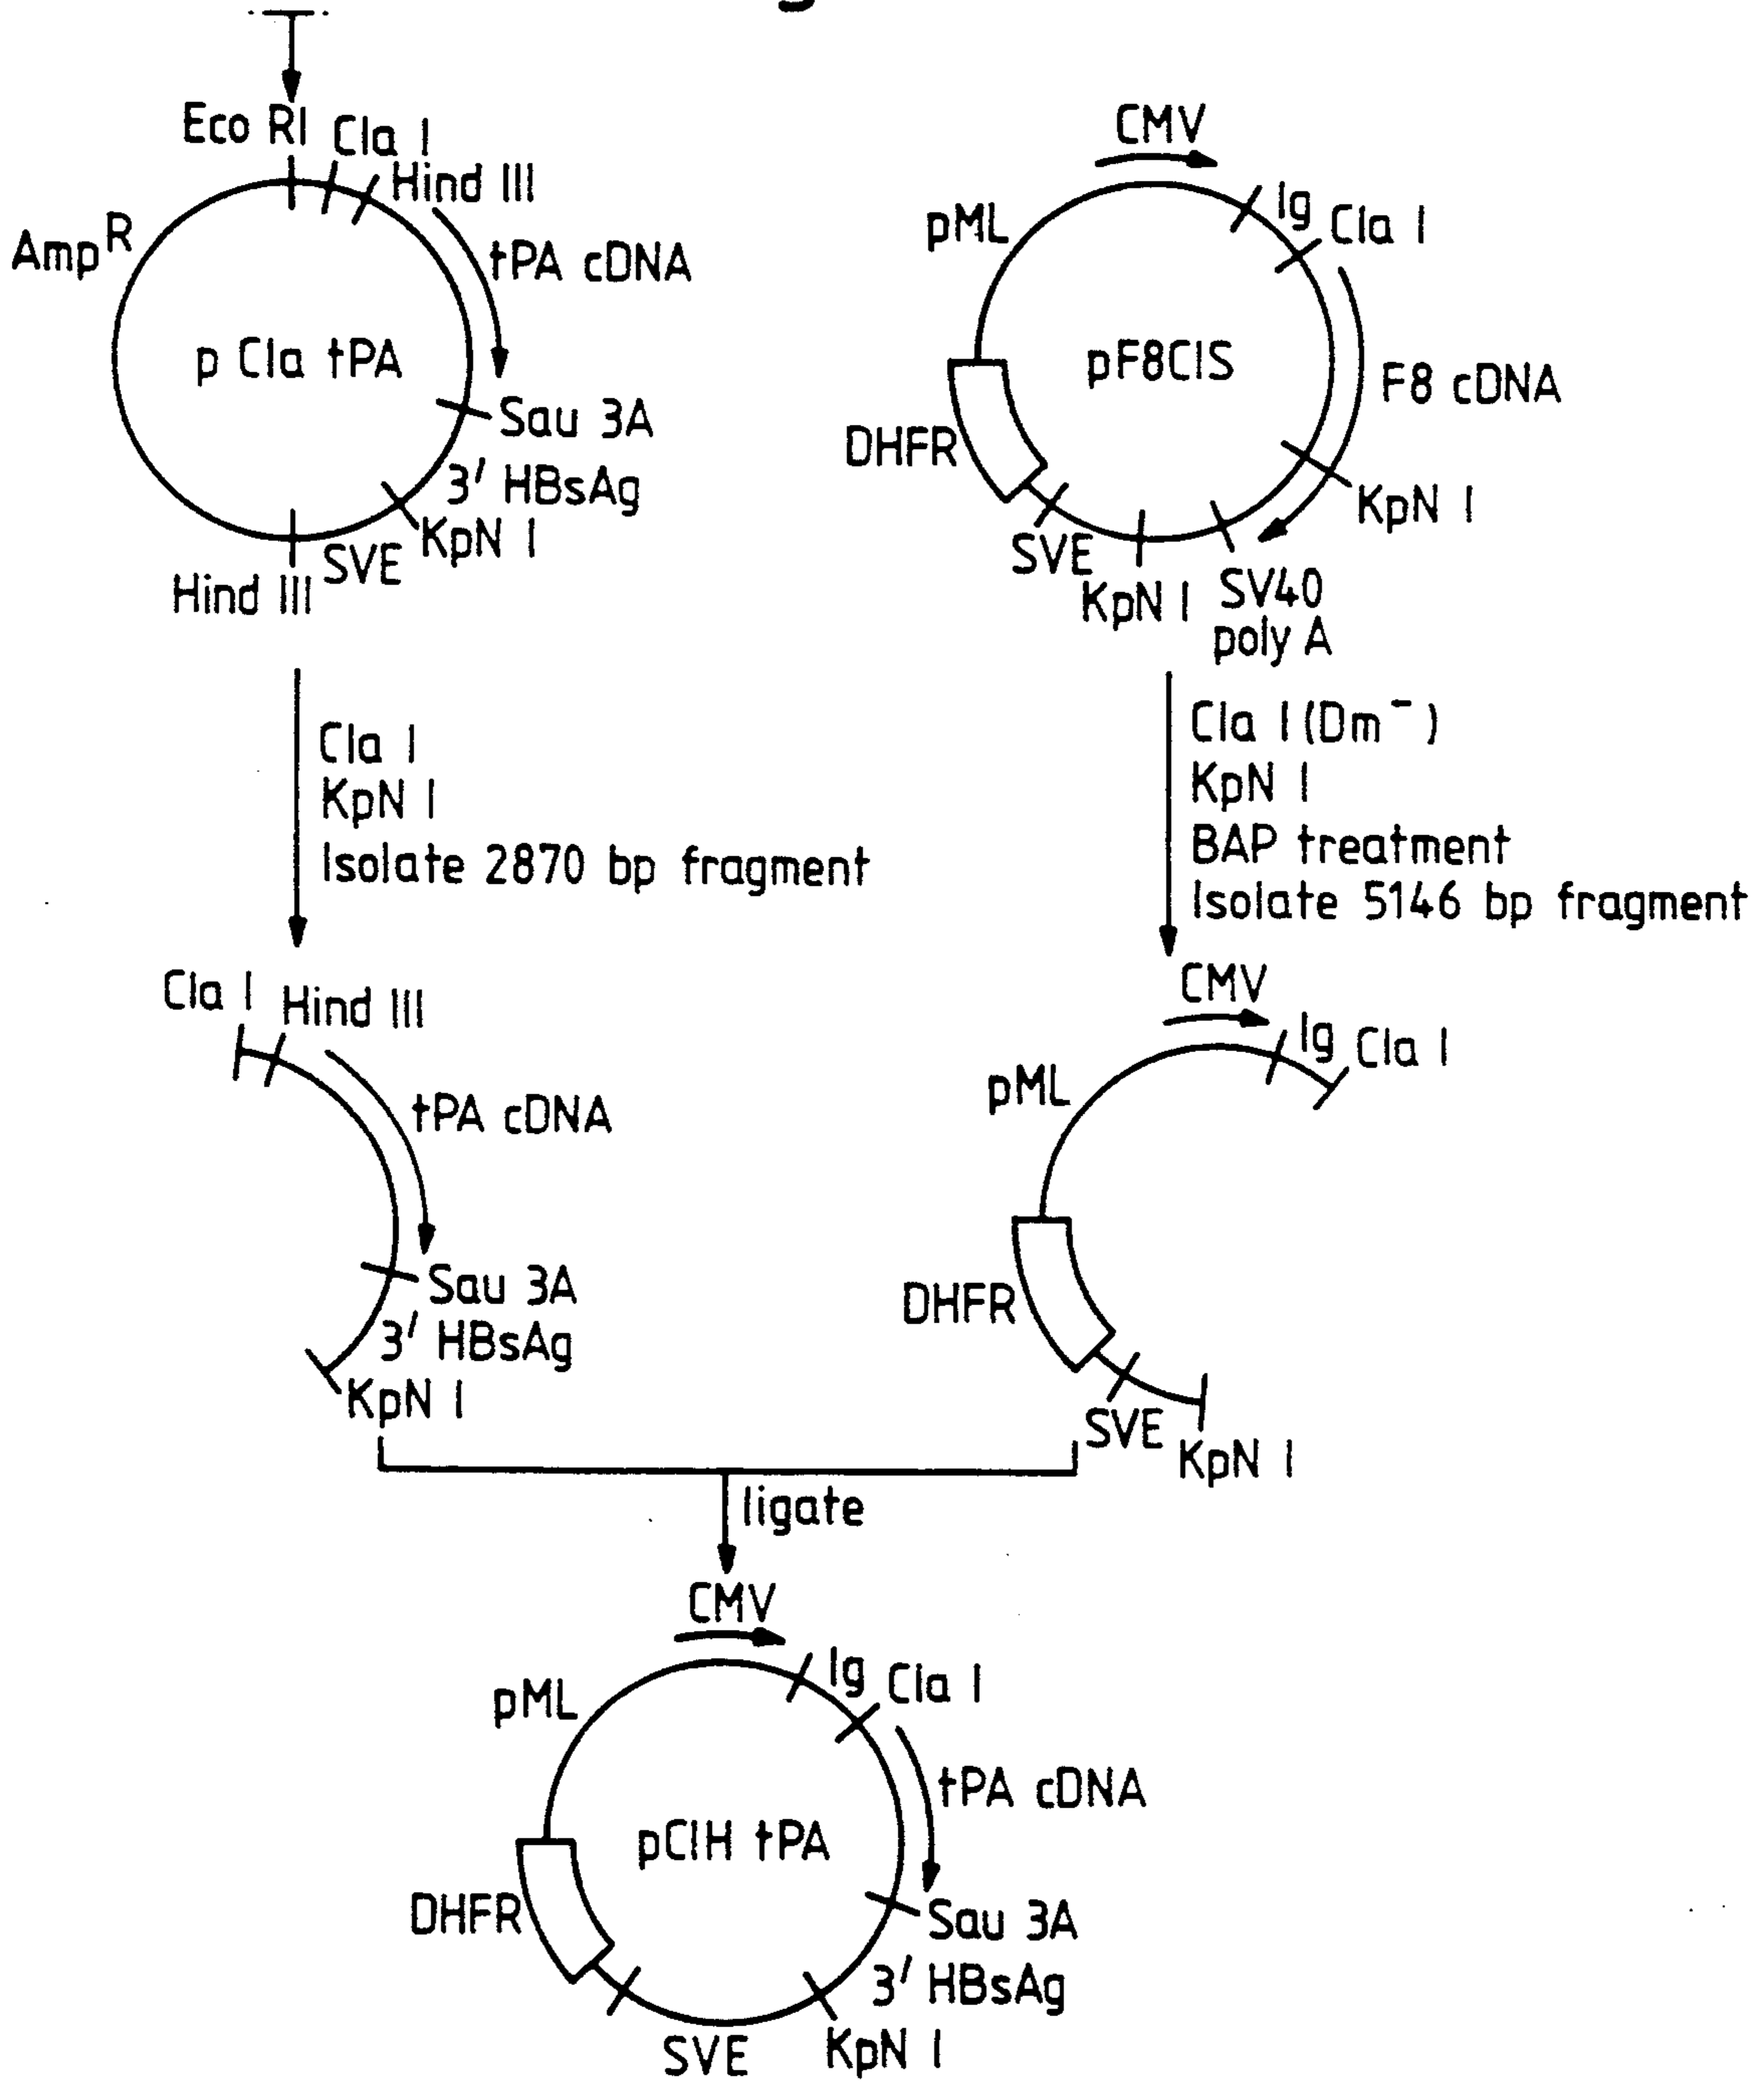 Eco RI
Cla I
Hind III
Amp R
tPA cDNA
p Cla tPA
Sau 3A
3' HBsAg
KpN I
SVE
Hind III
CMV
Ig
Cla I
pML
pF8CIS
F8 cDNA
DHFR
KpN I
SVE
KpN I
SV40
poly A
Cla I
KpN I
Isolate 2870 bp fragment
Cla I (Dm⁻)
KpN I
BAP treatment
Isolate 5146 bp fragment
Cla I
Hind III
tPA cDNA
Sau 3A
3' HBsAg
KpN I
CMV
Ig
Cla I
pML
DHFR
SVE
KpN I
ligate
CMV
Ig
Cla I
pML
tPA cDNA
pCIH tPA
DHFR
Sau 3A
3' HBsAg
SVE
KpN I